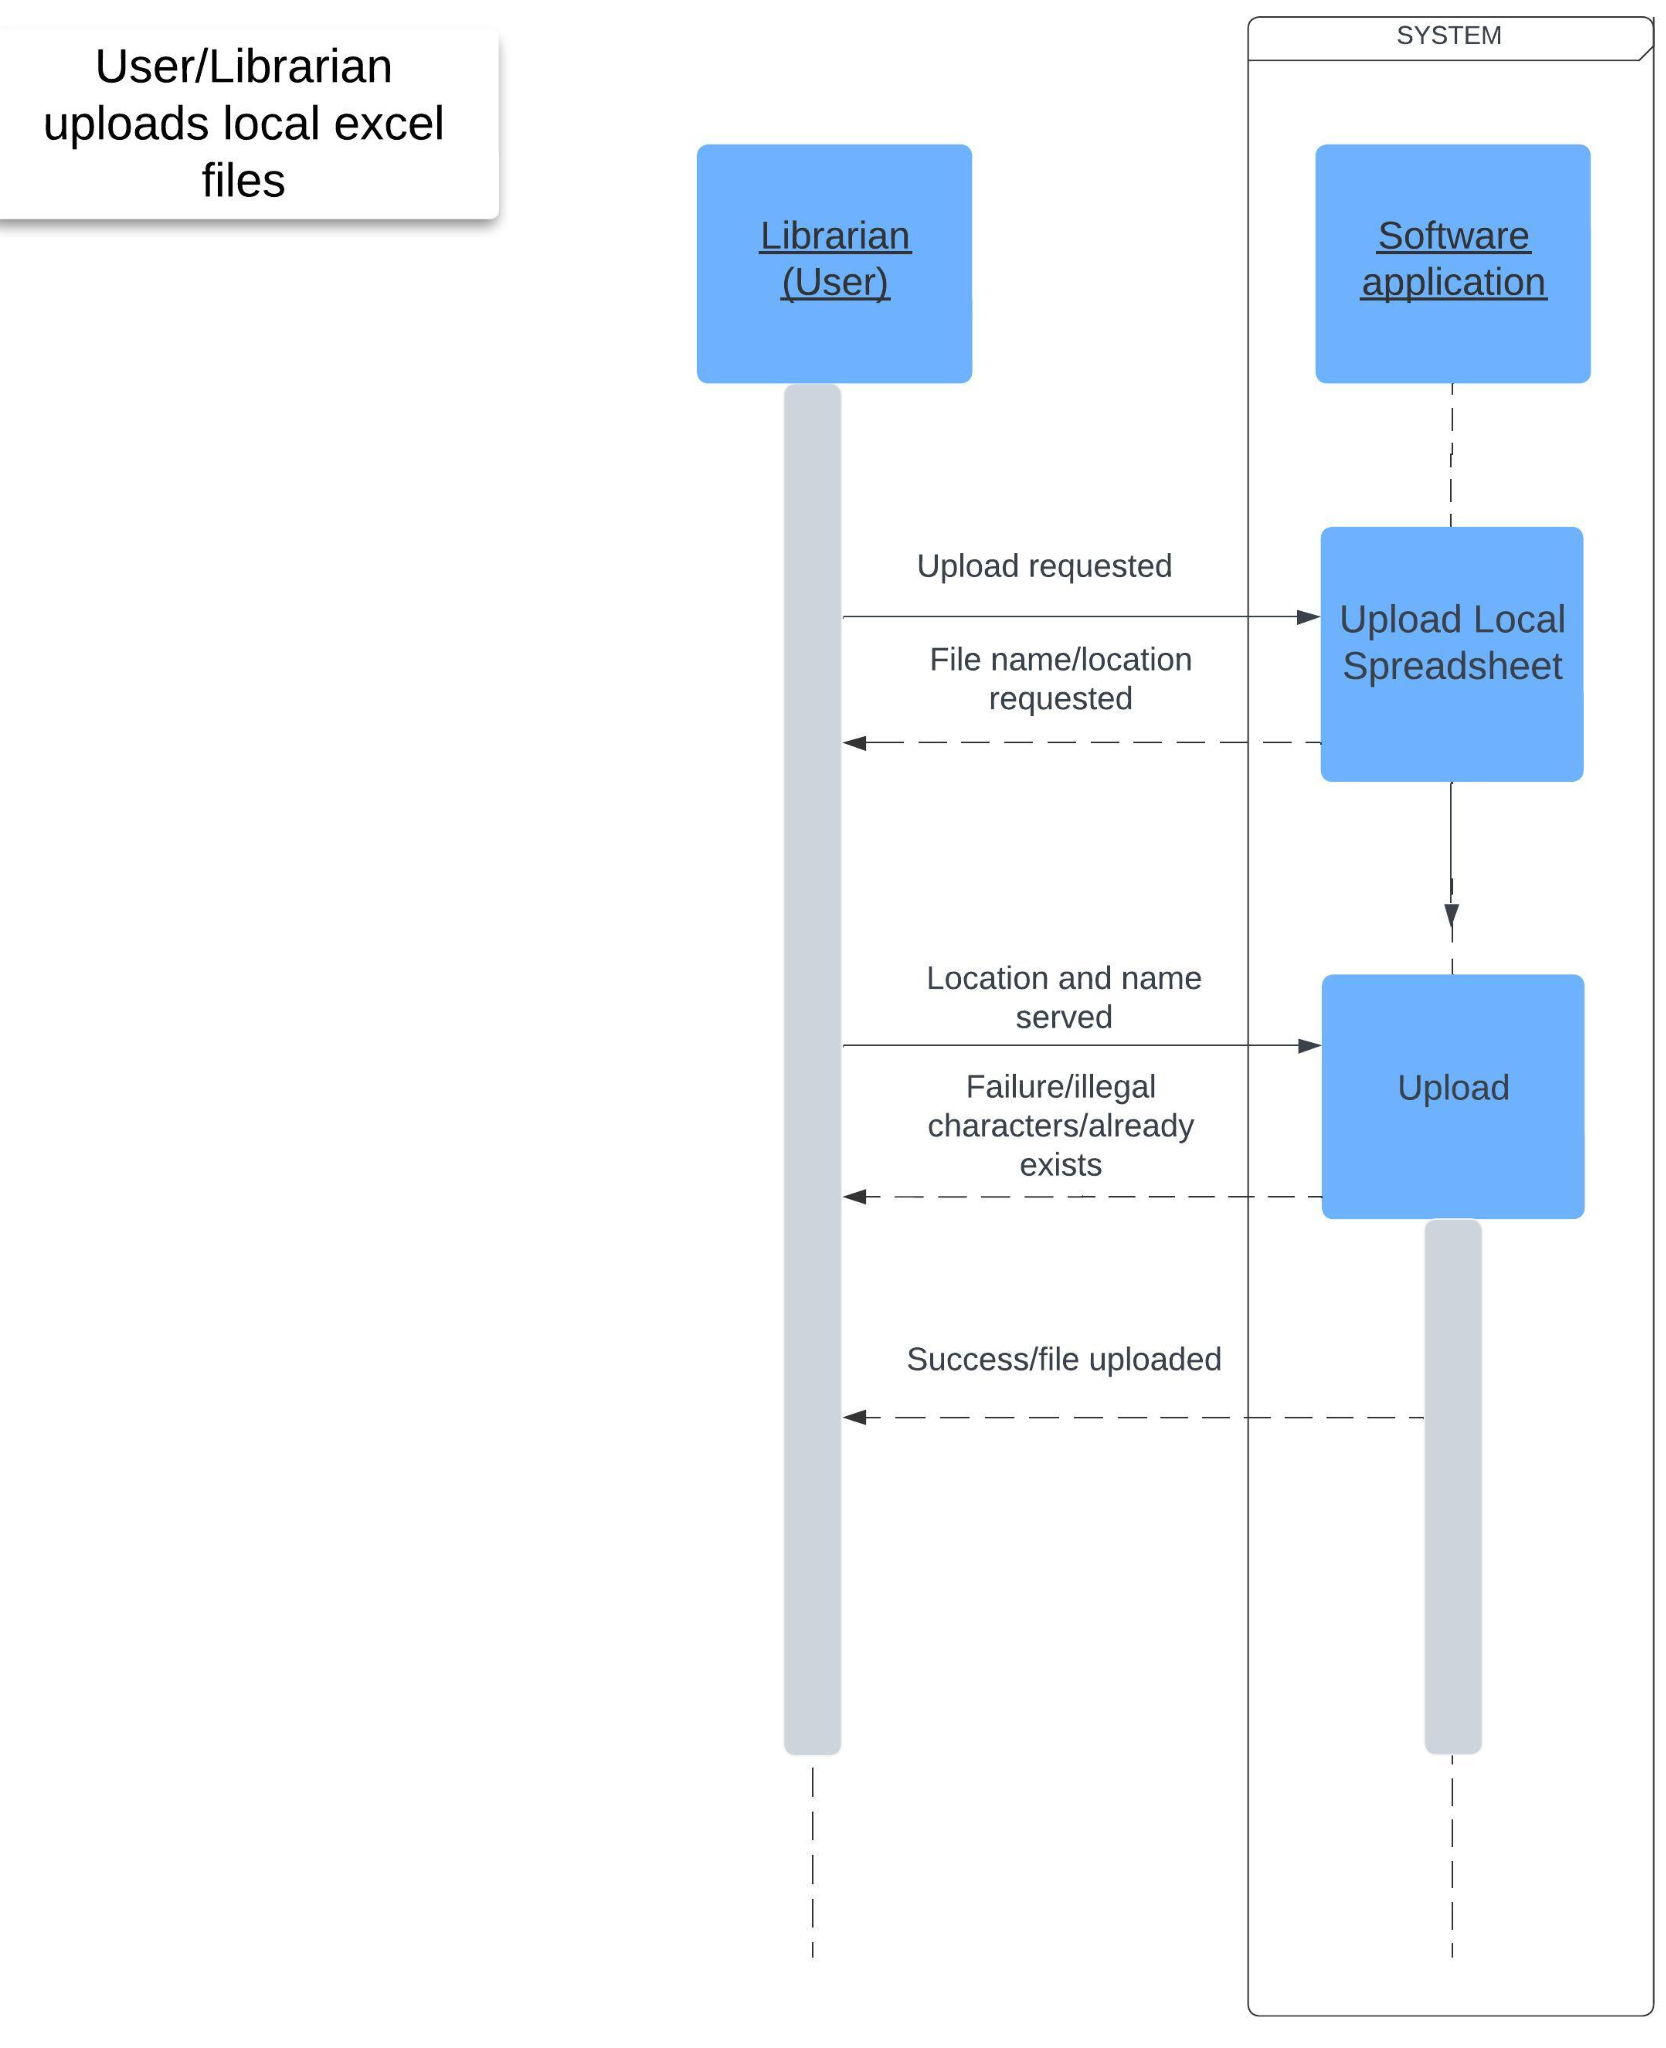 User/Librarian
uploads local excel
files
SYSTEM
Librarian
(User)
Software
application
Upload requested
Upload Local
Spreadsheet
File name/location
requested
Location and name
served
Upload
Failure/illegal
characters/already
exists
Success/file uploaded